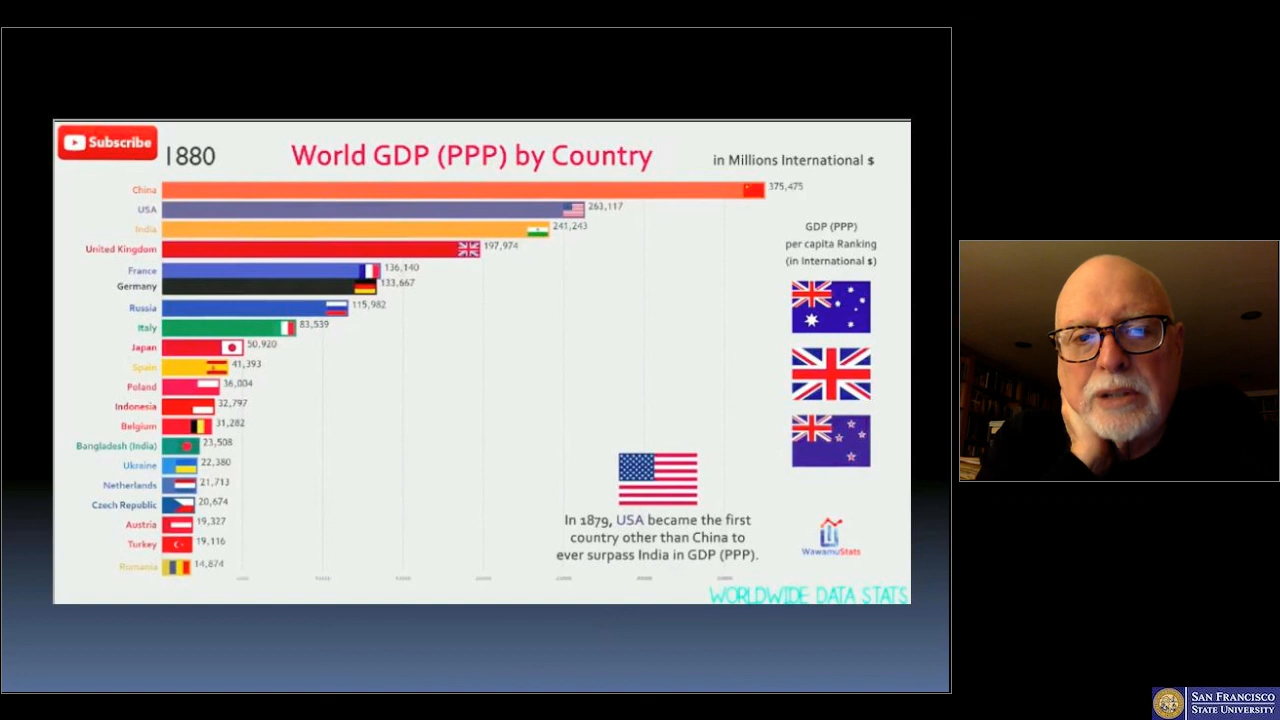 Subscribe
1880
World GDP (PPP) by Country
in Millions International $
China 375,475
USA 263,117
India 241,243
United Kingdom 197,974
France 136,140
Germany 133,667
Russia 115,982
Italy 83,539
Japan 50,920
Spain 41,393
Poland 36,004
Indonesia 32,797
Belgium 31,282
Bangladesh (India) 23,508
Ukraine 22,380
Netherlands 21,713
Czech Republic 20,674
Austria 19,327
Turkey 19,116
Romania 14,874
GDP (PPP)
per capita Ranking
(in International $)
In 1879, USA became the first
country other than China to
ever surpass India in GDP (PPP).
WawamuStats
WORLDWIDE DATA STATS
SAN FRANCISCO
STATE UNIVERSITY